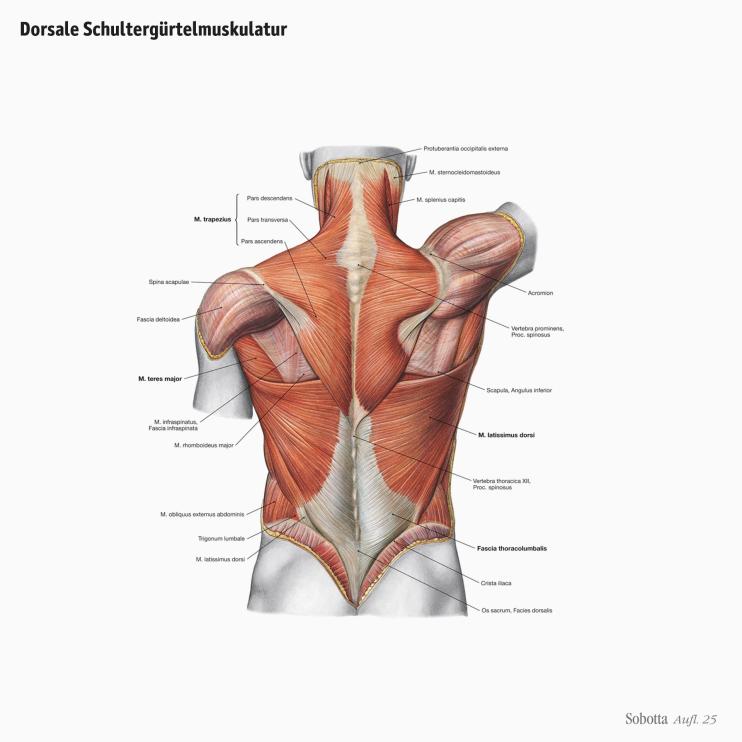 Dorsale Schultergürtelmuskulatur
Protuberantia occipitalis externa
M. sternocleidomastoideus
Pars descendens
M. splenius capitis
M. trapezius
Pars transversa
Pars ascendens
Spina scapulae
Acromion
Fascia deltoidea
Vertebra prominens,
Proc. spinosus
M. teres major
Scapula, Angulus inferior
M. infraspinatus,
Fascia infraspinata
M. latissimus dorsi
M. rhomboideus major
Vertebra thoracica XII,
Proc. spinosus
M. obliquus externus abdominis
Trigonum lumbale
Fascia thoracolumbalis
M. latissimus dorsi
Crista iliaca
Os sacrum, Facies dorsalis
Sobotta Aufl. 25